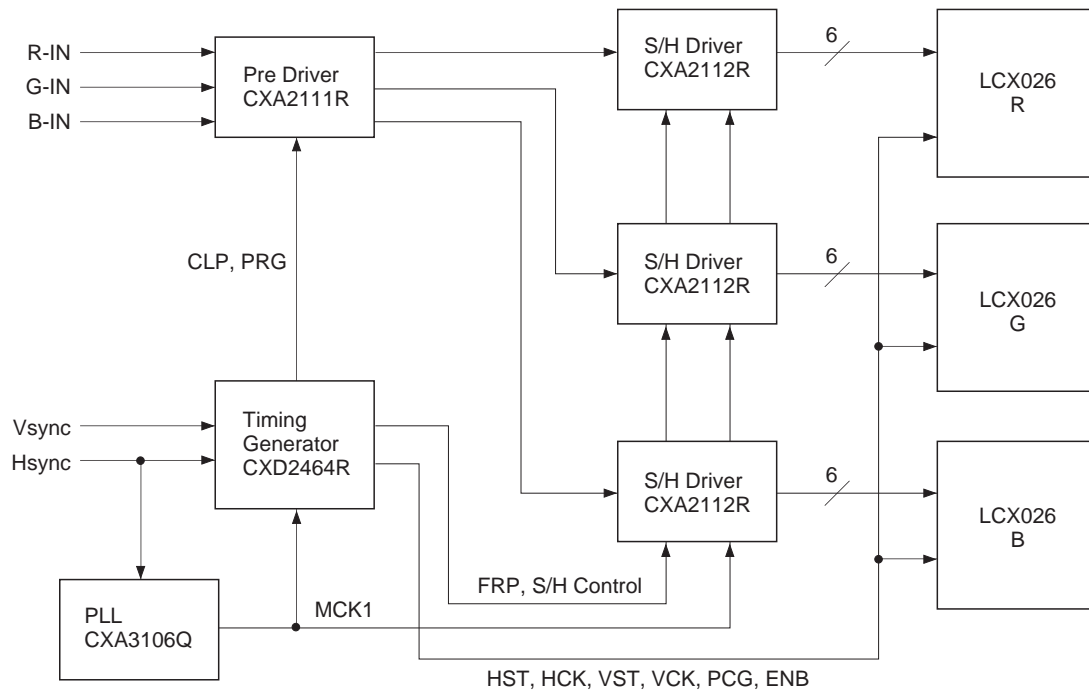 R-IN
G-IN
B-IN
Pre Driver
CXA2111R
S/H Driver
CXA2112R
6
LCX026
R
CLP, PRG
S/H Driver
CXA2112R
6
LCX026
G
Vsync
Hsync
Timing
Generator
CXD2464R
S/H Driver
CXA2112R
6
LCX026
B
PLL
CXA3106Q
MCK1
FRP, S/H Control
HST, HCK, VST, VCK, PCG, ENB